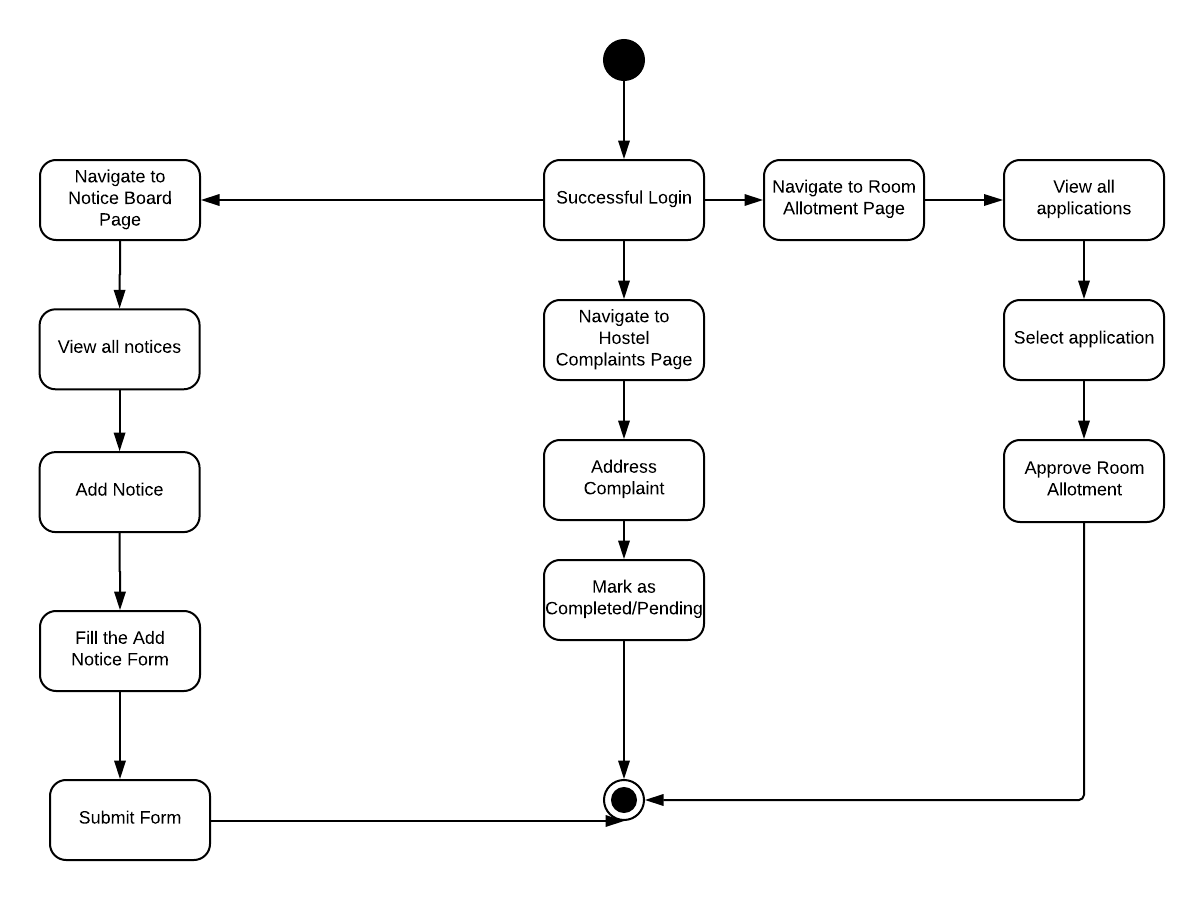 Navigate to
Notice Board
Page
Successful Login
Navigate to Room
Allotment Page
View all
applications
View all notices
Navigate to
Hostel
Complaints Page
Select application
Add Notice
Address
Complaint
Approve Room
Allotment
Fill the Add
Notice Form
Mark as
Completed/Pending
Submit Form